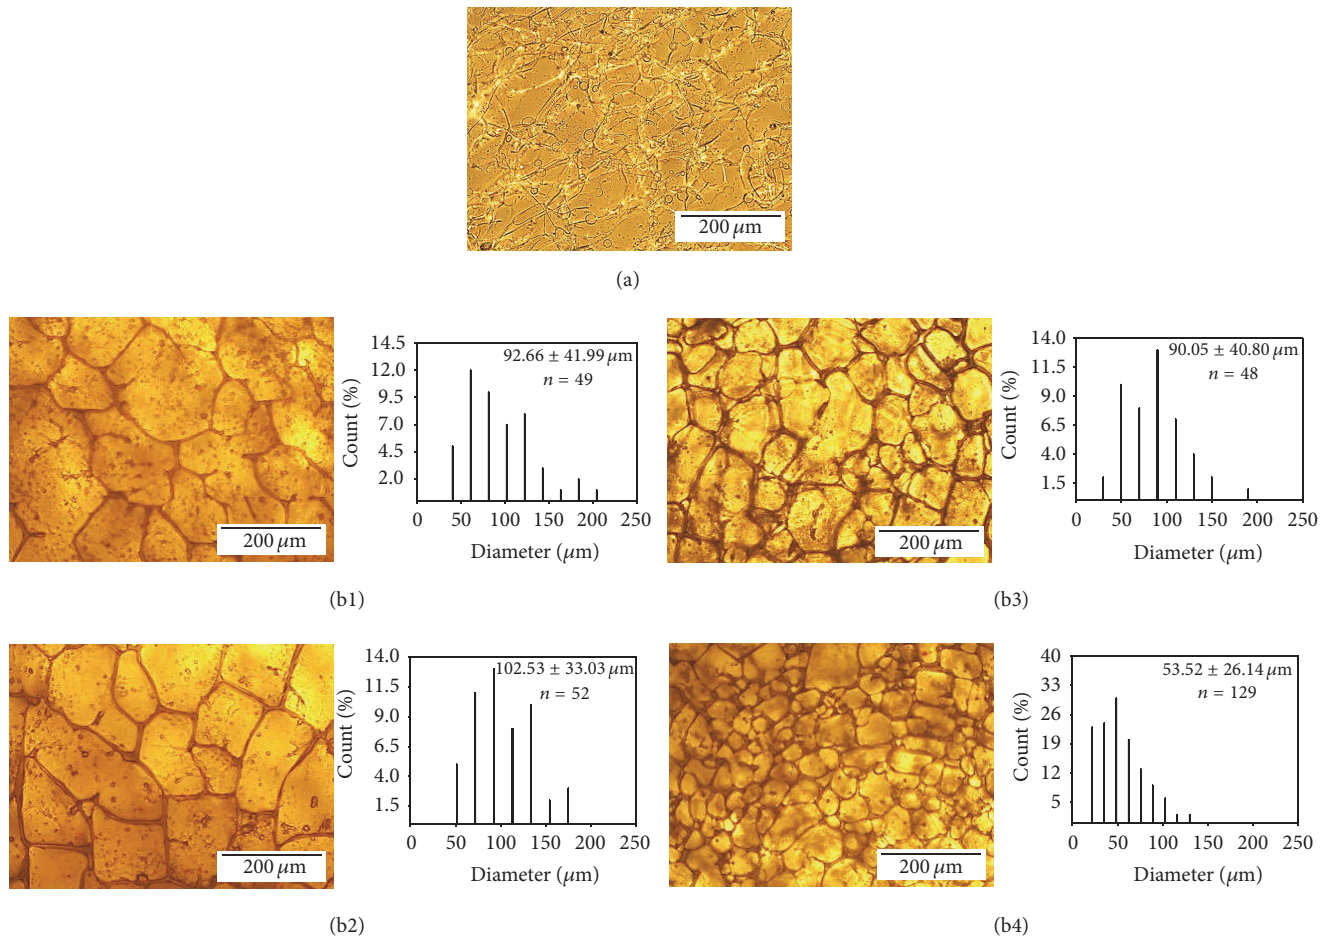 200 μm
(a)
14.5
12.0
9.5
7.0
4.5
2.0
Count (%)
92.66 ± 41.99 μm
n = 49
0 50 100 150 200 250
Diameter (μm)
200 μm
(b1)
14.0
11.5
9.0
6.5
4.0
1.5
Count (%)
90.05 ± 40.80 μm
n = 48
0 50 100 150 200 250
Diameter (μm)
200 μm
(b3)
14.0
11.5
9.0
6.5
4.0
1.5
Count (%)
102.53 ± 33.03 μm
n = 52
0 50 100 150 200 250
Diameter (μm)
200 μm
(b2)
40
33
26
19
12
5
Count (%)
53.52 ± 26.14 μm
n = 129
0 50 100 150 200 250
Diameter (μm)
200 μm
(b4)